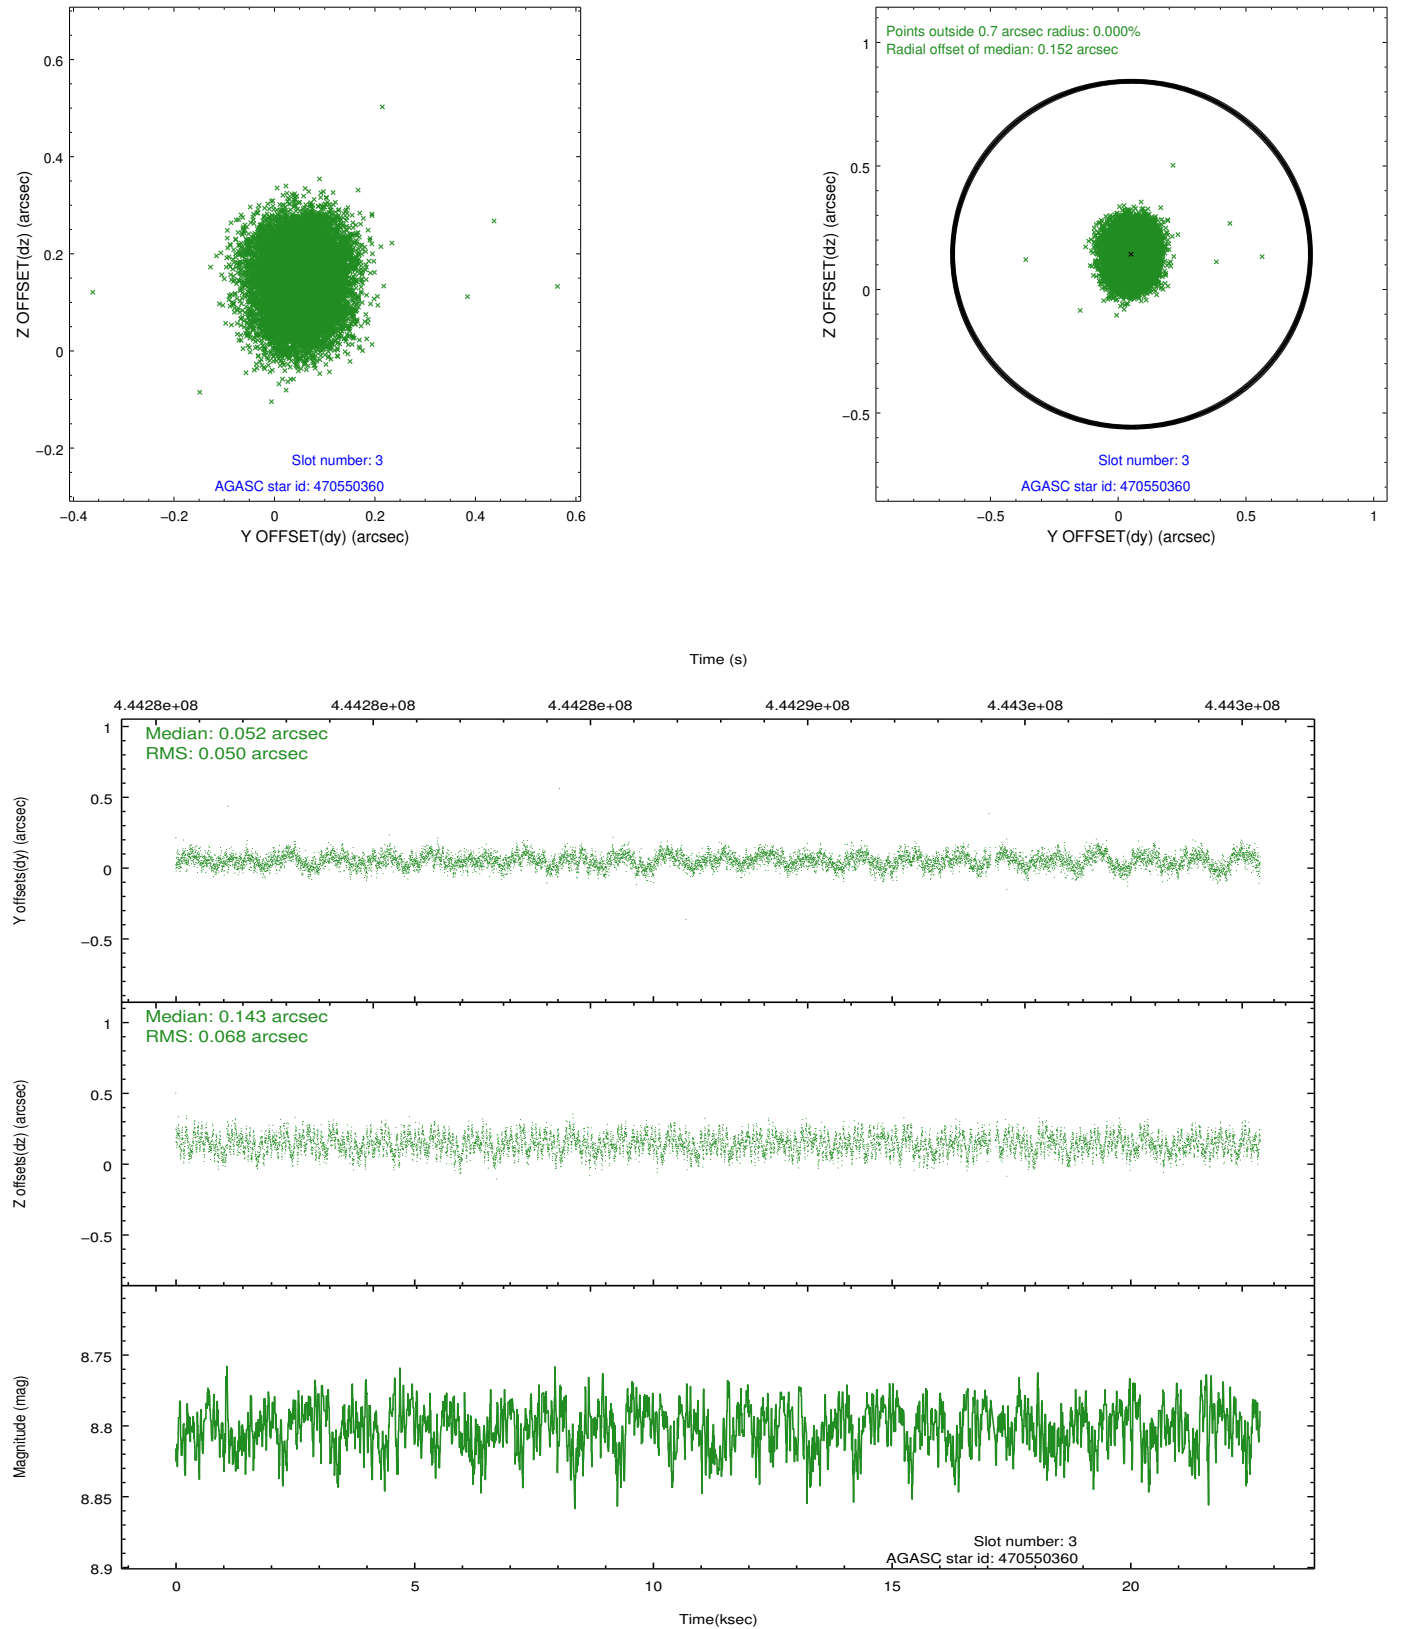 0.6
0.4
0.2
0
−0.2
Z OFFSET(dz) (arcsec)
Slot number: 3
AGASC star id: 470550360
−0.4 −0.2 0 0.2 0.4 0.6
Y OFFSET(dy) (arcsec)
Points outside 0.7 arcsec radius: 0.000%
Radial offset of median: 0.152 arcsec
1
0.5
0
−0.5
Z OFFSET(dz) (arcsec)
Slot number: 3
AGASC star id: 470550360
−0.5 0 0.5 1
Y OFFSET(dy) (arcsec)
Time (s)
4.4428e+08 4.4428e+08 4.4428e+08 4.4429e+08 4.443e+08 4.443e+08
Median: 0.052 arcsec
RMS: 0.050 arcsec
1
0.5
0
−0.5
Y offsets(dy) (arcsec)
Median: 0.143 arcsec
RMS: 0.068 arcsec
1
0.5
0
−0.5
Z offsets(dz) (arcsec)
8.75
8.8
8.85
8.9
Magnitude (mag)
Slot number: 3
AGASC star id: 470550360
0 5 10 15 20
Time(ksec)